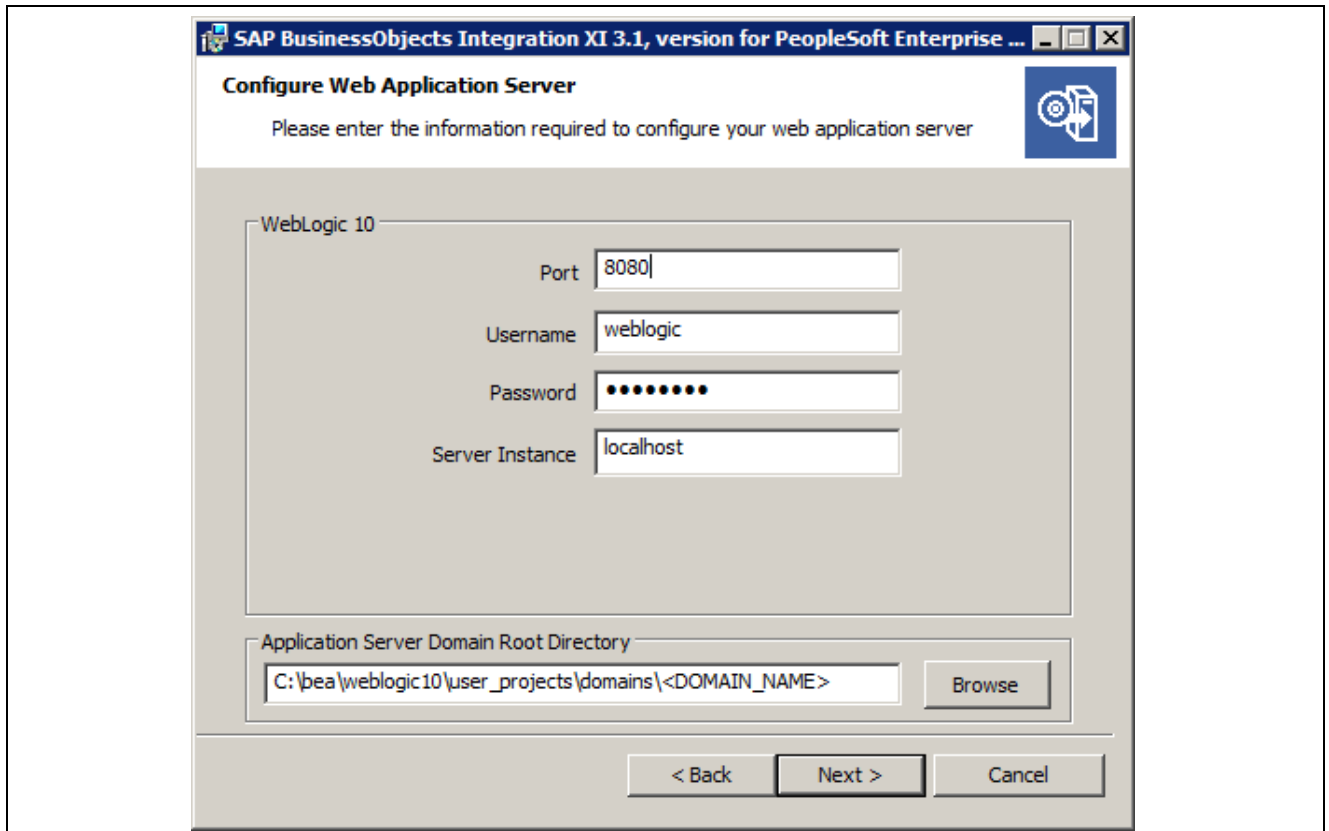 SAP BusinessObjects Integration XI 3.1, version for PeopleSoft Enterprise ...
Configure Web Application Server
Please enter the information required to configure your web application server
WebLogic 10
Port 8080
Username weblogic
Password ••••••••
Server Instance localhost
Application Server Domain Root Directory
C:\bea\weblogic10\user_projects\domains\<DOMAIN_NAME> Browse
< Back Next > Cancel